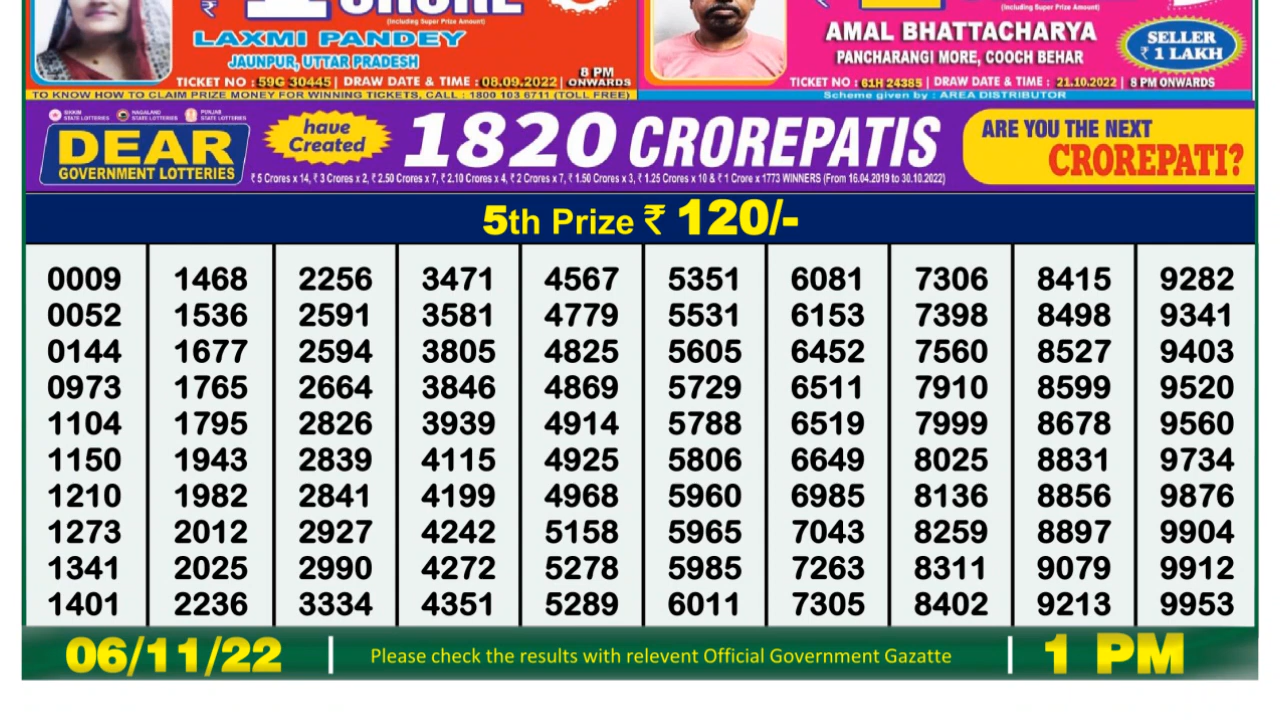 ₹ 1 CRORE
(Including Super Prize Amount)
LAXMI PANDEY
JAUNPUR, UTTAR PRADESH
TICKET NO : 59G 30445 | DRAW DATE & TIME : 08.09.2022 | 8 PM ONWARDS
TO KNOW HOW TO CLAIM PRIZE MONEY FOR WINNING TICKETS, CALL : 1800 103 6711 (TOLL FREE)
(Including Super Prize Amount)
AMAL BHATTACHARYA
PANCHARANGI MORE, COOCH BEHAR
SELLER
₹ 1 LAKH
TICKET NO : 61H 24385 | DRAW DATE & TIME : 21.10.2022 | 8 PM ONWARDS
Scheme given by : AREA DISTRIBUTOR
SIKKIM STATE LOTTERIES NAGALAND STATE LOTTERIES PUNJAB STATE LOTTERIES
DEAR
GOVERNMENT LOTTERIES
have
Created
1820 CROREPATIS
₹ 5 Crores x 14, ₹ 3 Crores x 2, ₹ 2.50 Crores x 7, ₹ 2.10 Crores x 4, ₹ 2 Crores x 7, ₹ 1.50 Crores x 3, ₹ 1.25 Crores x 10 & ₹ 1 Crore x 1773 WINNERS (From 16.04.2019 to 30.10.2022)
ARE YOU THE NEXT
CROREPATI?
5th Prize ₹ 120/-
0009 1468 2256 3471 4567 5351 6081 7306 8415 9282
0052 1536 2591 3581 4779 5531 6153 7398 8498 9341
0144 1677 2594 3805 4825 5605 6452 7560 8527 9403
0973 1765 2664 3846 4869 5729 6511 7910 8599 9520
1104 1795 2826 3939 4914 5788 6519 7999 8678 9560
1150 1943 2839 4115 4925 5806 6649 8025 8831 9734
1210 1982 2841 4199 4968 5960 6985 8136 8856 9876
1273 2012 2927 4242 5158 5965 7043 8259 8897 9904
1341 2025 2990 4272 5278 5985 7263 8311 9079 9912
1401 2236 3334 4351 5289 6011 7305 8402 9213 9953
06/11/22 | Please check the results with relevent Official Government Gazatte | 1 PM